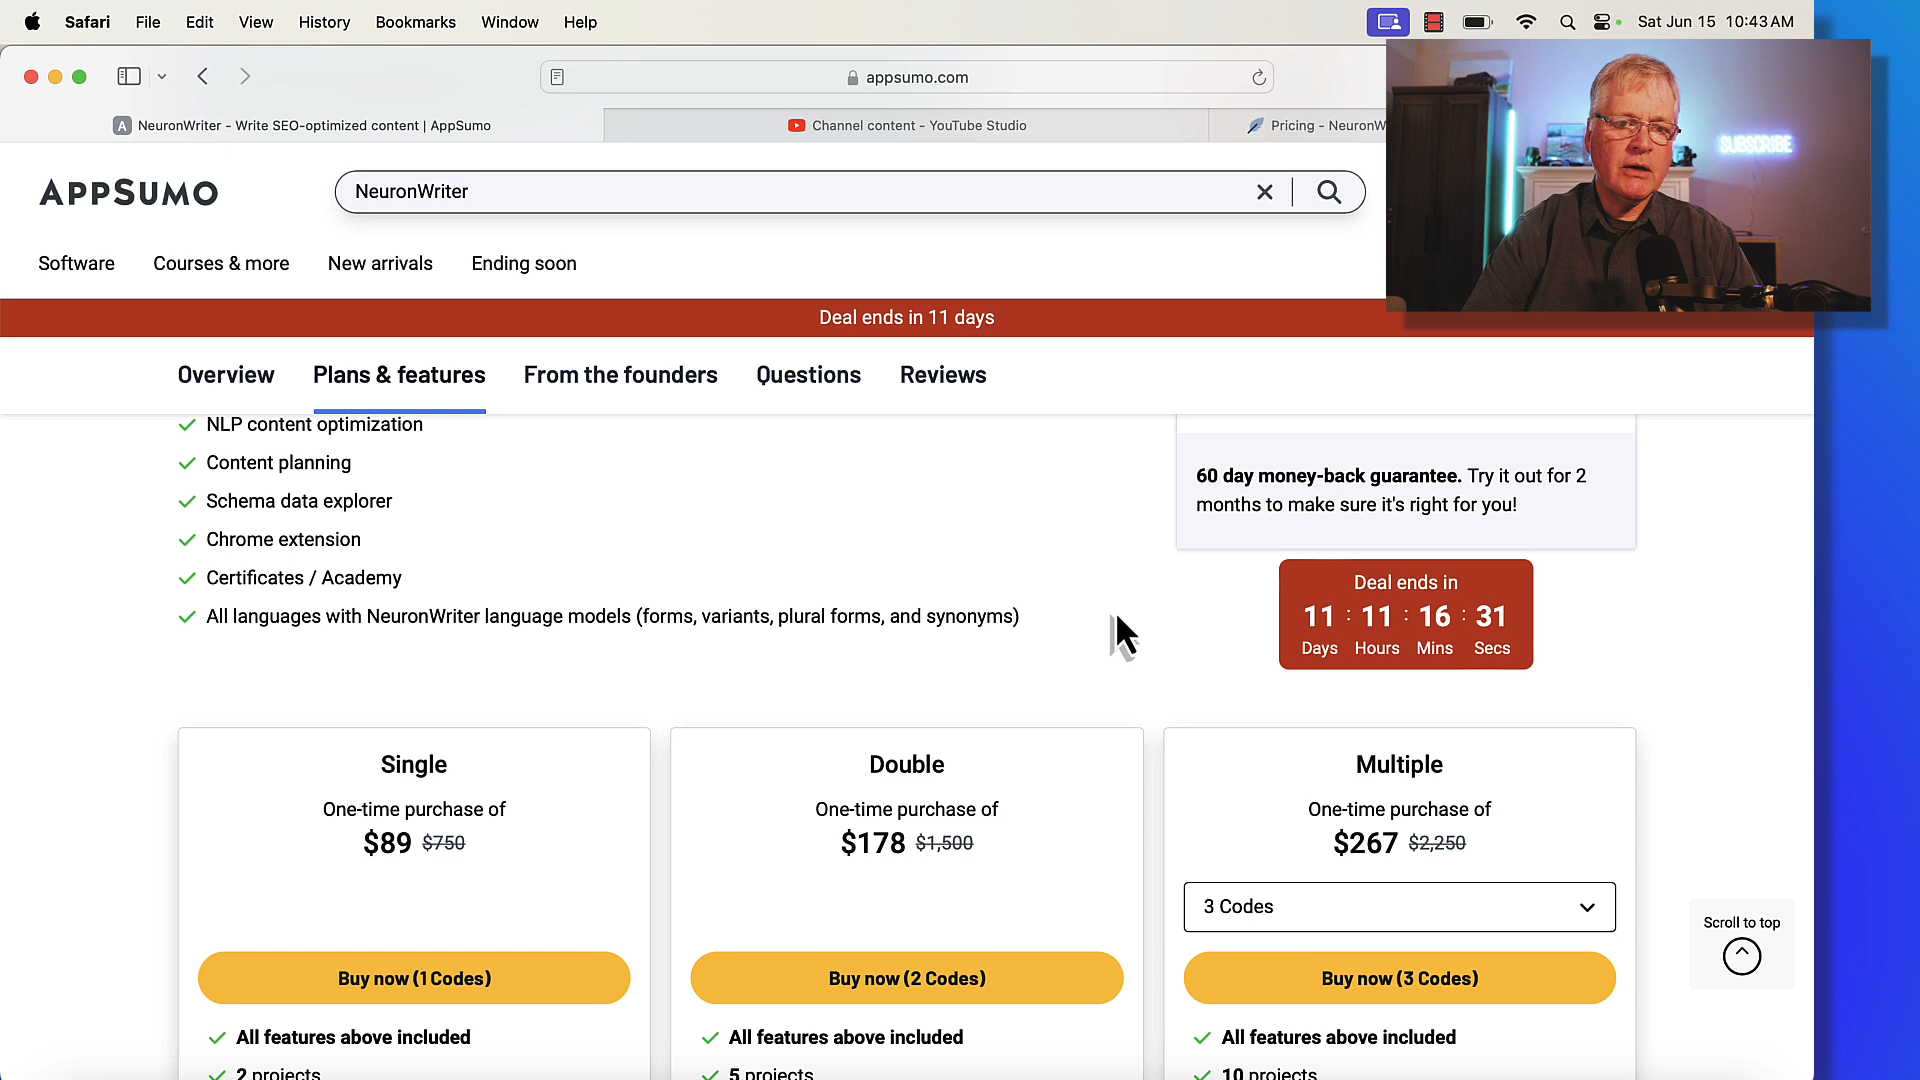 Safari File Edit View History Bookmarks Window Help
Sat Jun 15 10:43 AM
appsumo.com
A NeuronWriter - Write SEO-optimized content | AppSumo
Channel content - YouTube Studio
Pricing - NeuronW
APPSUMO
NeuronWriter
SUBSCRIBE
Software Courses & more New arrivals Ending soon
Deal ends in 11 days
Overview Plans & features From the founders Questions Reviews
NLP content optimization
Content planning
Schema data explorer
Chrome extension
Certificates / Academy
All languages with NeuronWriter language models (forms, variants, plural forms, and synonyms)
60 day money-back guarantee. Try it out for 2
months to make sure it's right for you!
Deal ends in
11 : 11 : 16 : 31
Days Hours Mins Secs
Single
One-time purchase of
$89 $750
Buy now (1 Codes)
All features above included
2 projects
Double
One-time purchase of
$178 $1,500
Buy now (2 Codes)
All features above included
5 projects
Multiple
One-time purchase of
$267 $2,250
3 Codes
Buy now (3 Codes)
All features above included
10 projects
Scroll to top